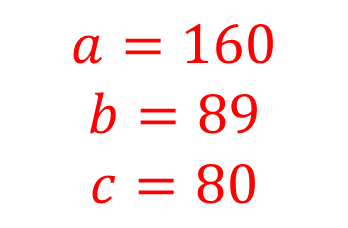 a = 160
b = 89
c = 80